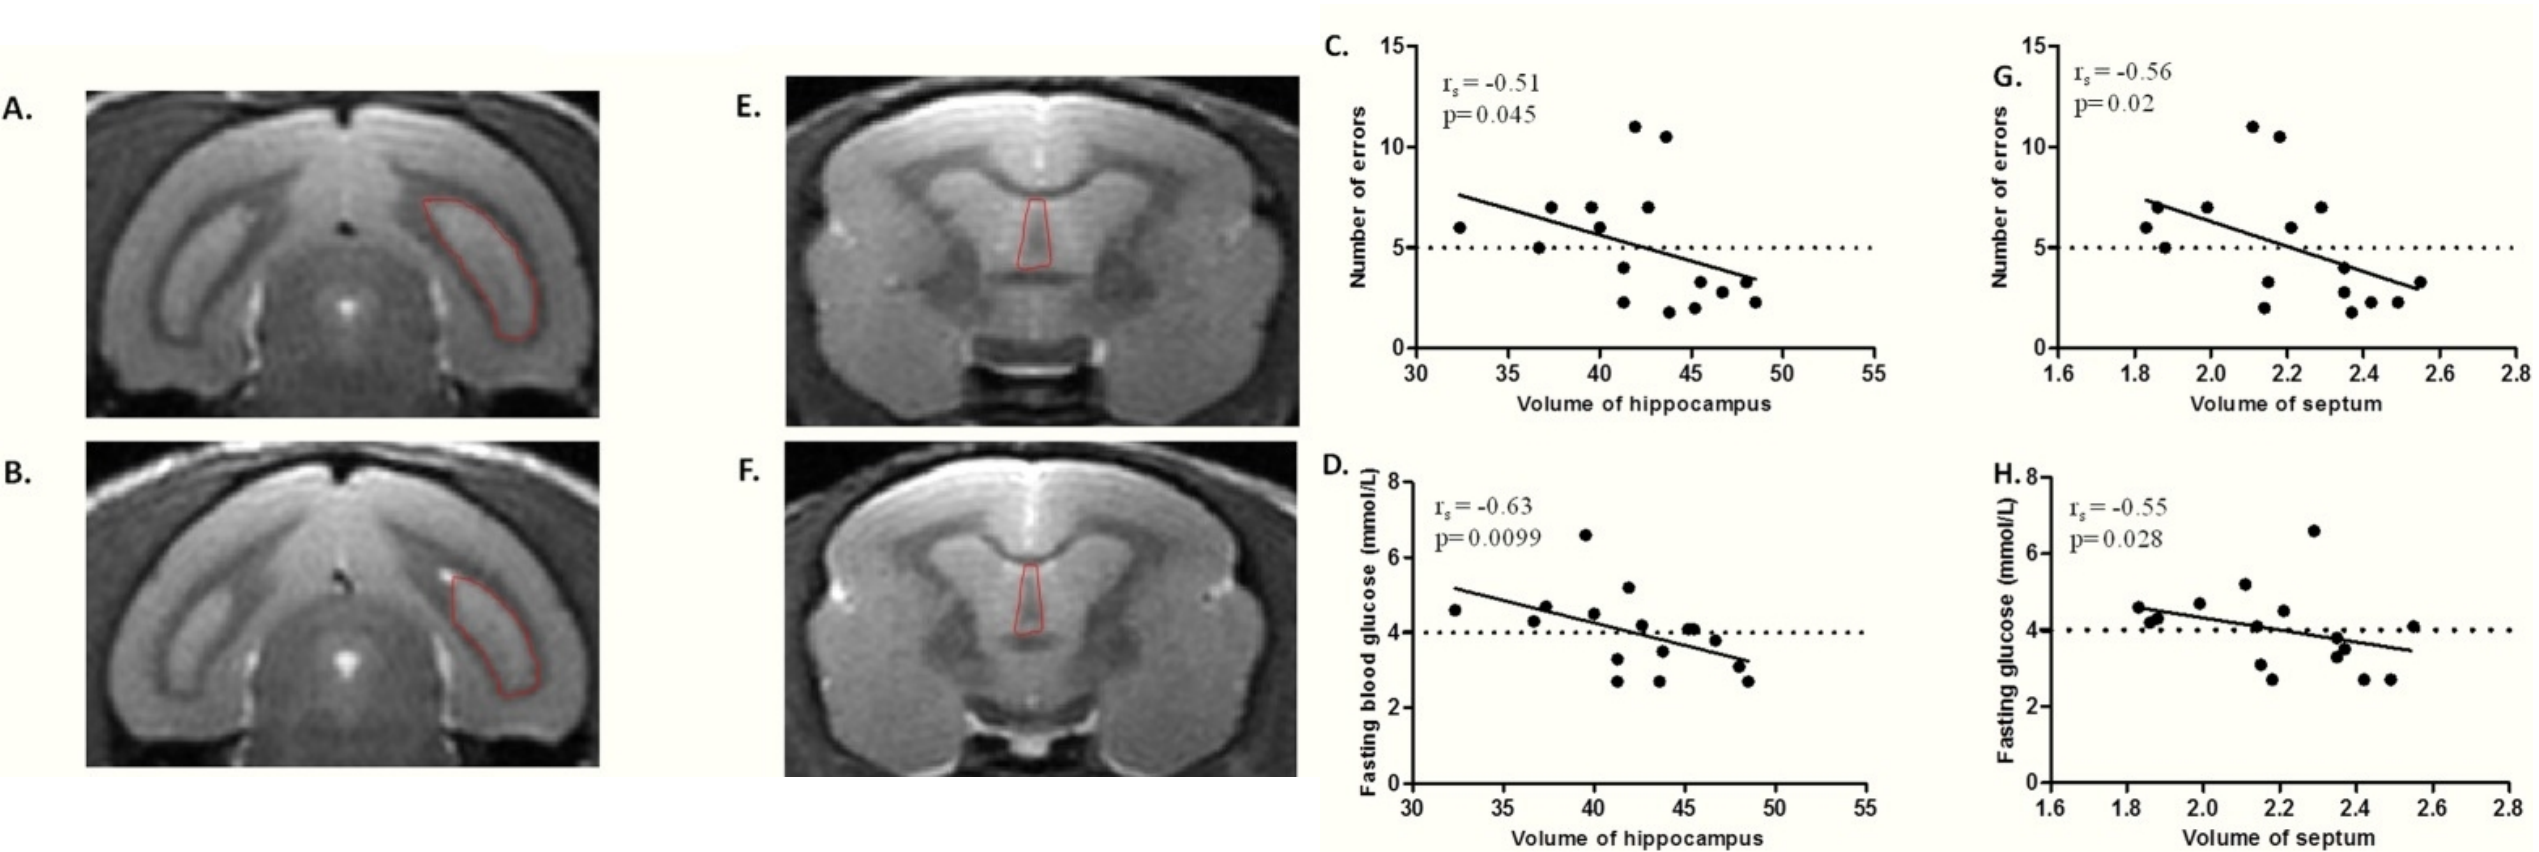 A.
B.
E.
F.
C.
15
10
5
0
Number of errors
rs = -0.51
p=0.045
30 35 40 45 50 55
Volume of hippocampus
G.
15
10
5
0
Number of errors
rs = -0.56
p=0.02
1.6 1.8 2.0 2.2 2.4 2.6 2.8
Volume of septum
D.
8
6
4
2
0
Fasting blood glucose (mmol/L)
rs = -0.63
p=0.0099
30 35 40 45 50 55
Volume of hippocampus
H.
8
6
4
2
0
Fasting glucose (mmol/L)
rs = -0.55
p=0.028
1.6 1.8 2.0 2.2 2.4 2.6 2.8
Volume of septum